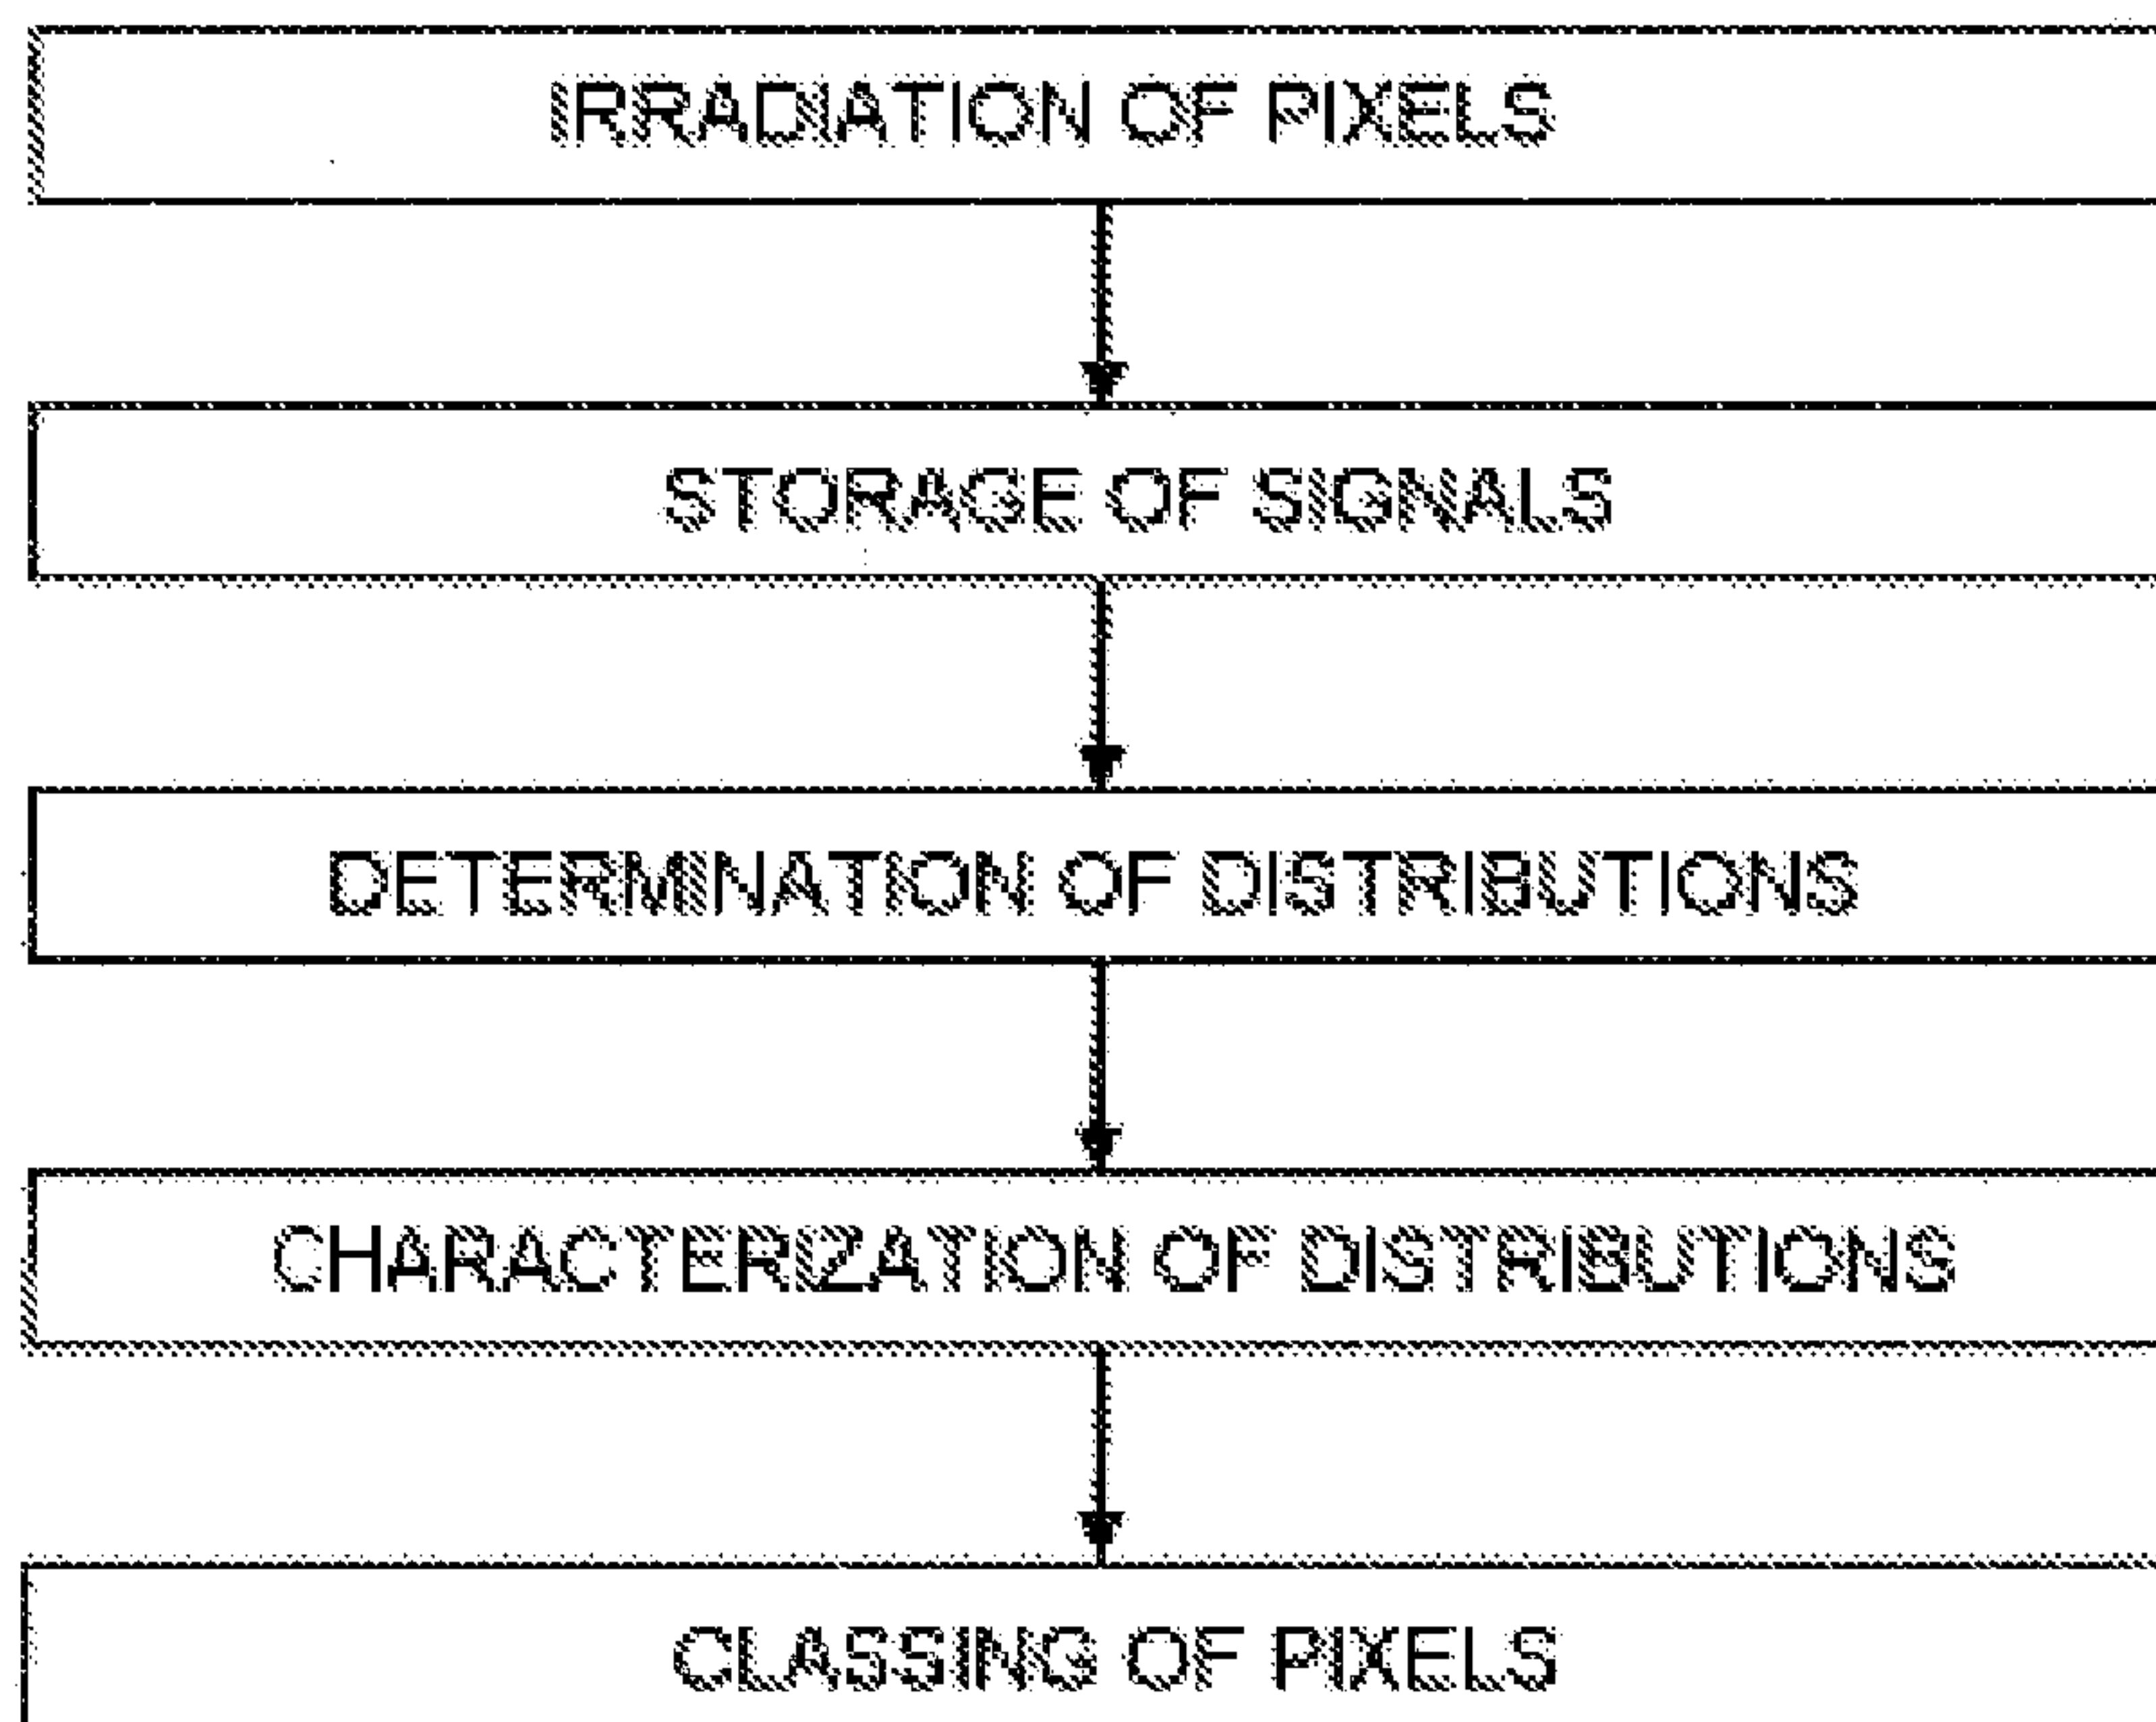 IRRADIATION OF PIXELS
STORAGE OF SIGNALS
DETERMINATION OF DISTRIBUTIONS
CHARACTERIZATION OF DISTRIBUTIONS
CLASSING OF PIXELS